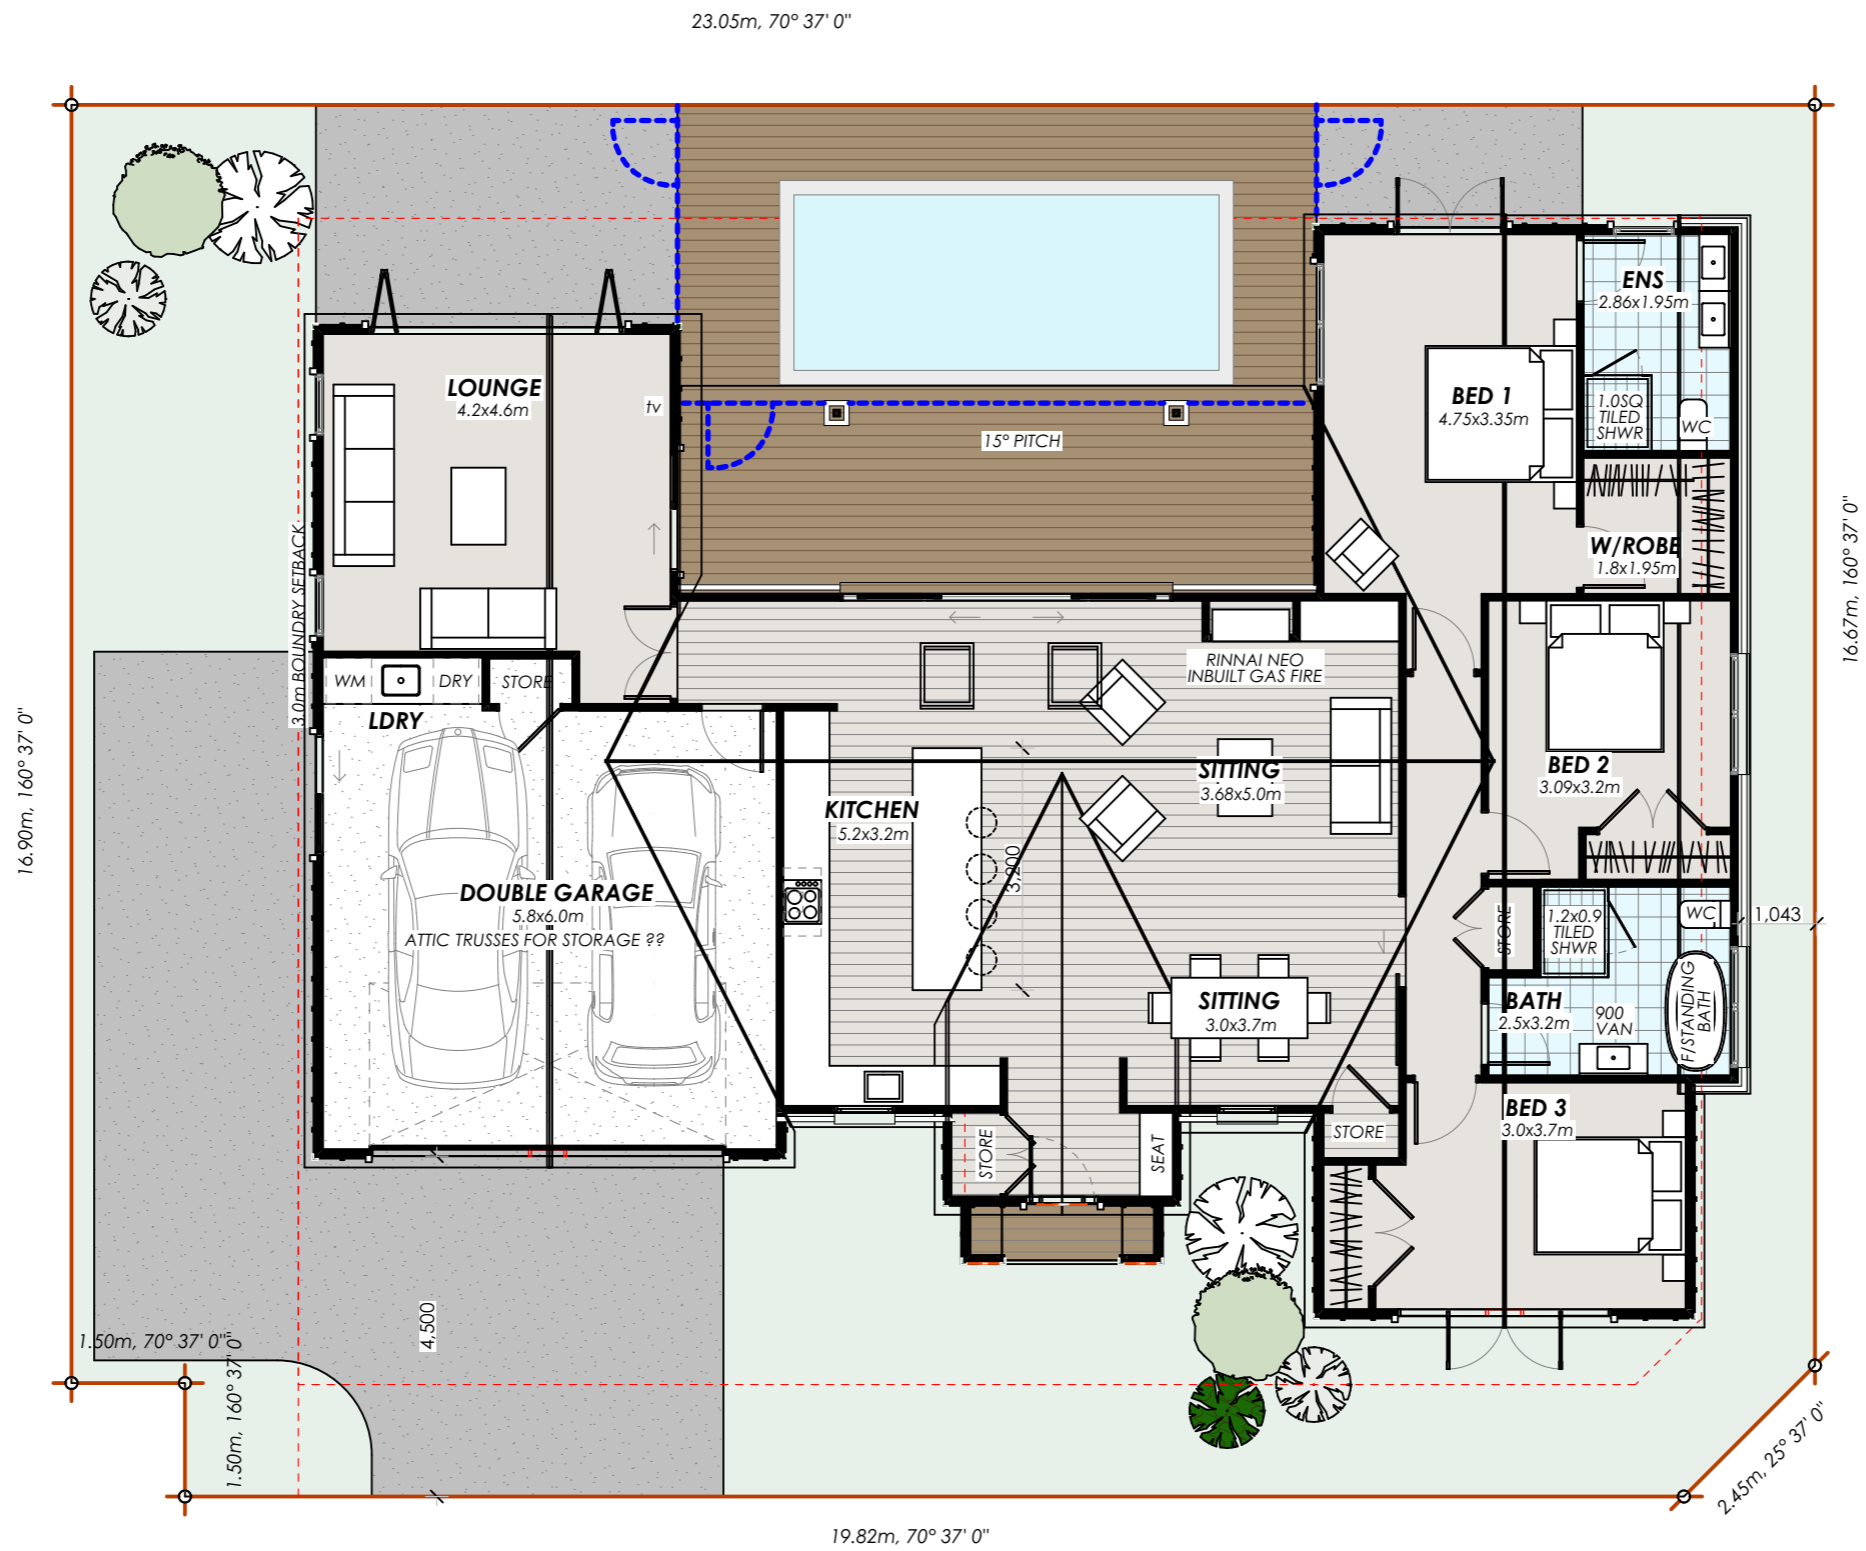 23.05m, 70° 37' 0"
ENS
2.86x1.95m
LOUNGE
4.2x4.6m
tv
BED 1
4.75x3.35m
1.0SQ
TILED
SHWR
WC
15° PITCH
3.0m BOUNDRY SETBACK
W/ROBE
1.8x1.95m
16.67m, 160° 37' 0"
RINNAI NEO
INBUILT GAS FIRE
WM
DRY
STORE
LDRY
16.90m, 160° 37' 0"
SITTING
3.68x5.0m
BED 2
3.09x3.2m
KITCHEN
5.2x3.2m
3,200
DOUBLE GARAGE
5.8x6.0m
ATTIC TRUSSES FOR STORAGE ??
STORE
1.2x0.9
TILED
SHWR
WC
1,043
SITTING
3.0x3.7m
BATH
2.5x3.2m
900
VAN
F/STANDING
BATH
BED 3
3.0x3.7m
STORE
SEAT
STORE
4,500
1.50m, 70° 37' 0"
1.50m, 160° 37' 0"
2.45m, 25° 37' 0"
19.82m, 70° 37' 0"